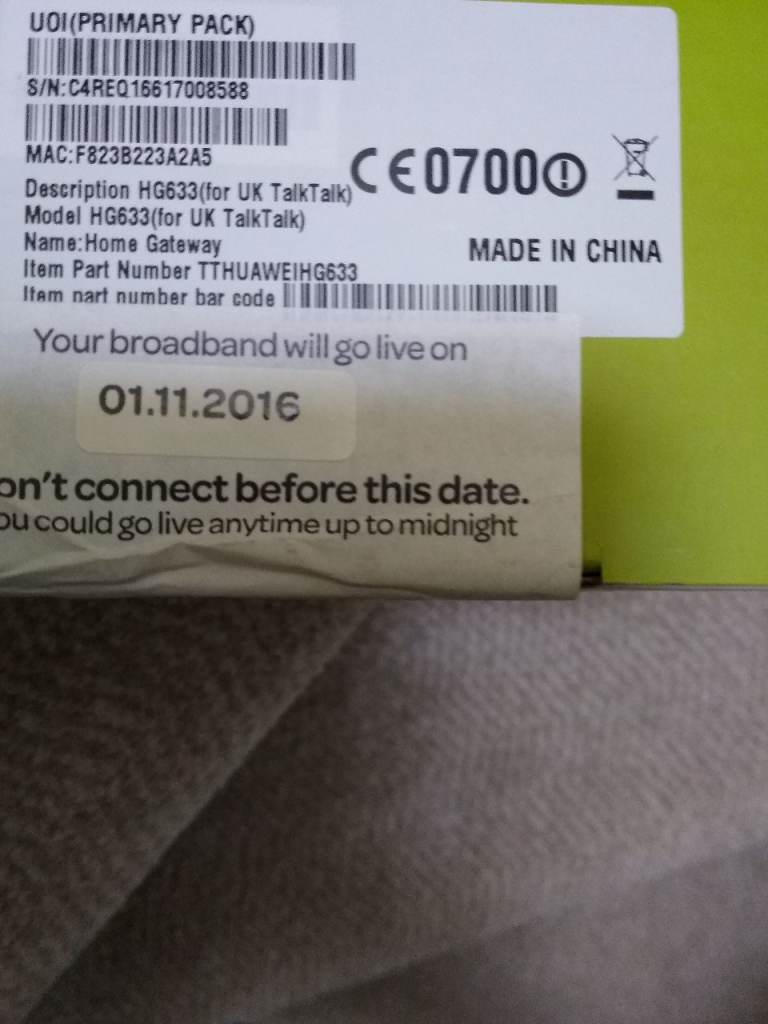 UOI(PRIMARY PACK)
S/N:C4REQ16617008588
MAC:F823B223A2A5
CE0700
Description HG633(for UK TalkTalk)
Model HG633(for UK TalkTalk)
Name:Home Gateway
MADE IN CHINA
Item Part Number TTHUAWEIHG633
Item part number bar code
Your broadband will go live on
01.11.2016
on't connect before this date.
ou could go live anytime up to midnight